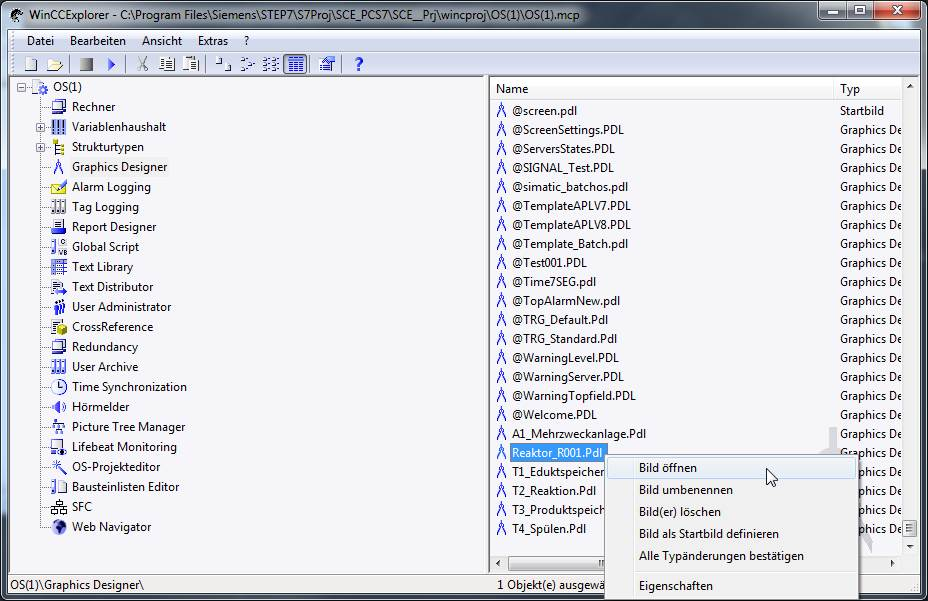 WinCCExplorer - C:\Program Files\Siemens\STEP7\S7Proj\SCE_PCS7\SCE__Prj\wincproj\OS(1)\OS(1).mcp
Datei Bearbeiten Ansicht Extras ?
OS(1)
Rechner
Variablenhaushalt
Strukturtypen
Graphics Designer
Alarm Logging
Tag Logging
Report Designer
Global Script
Text Library
Text Distributor
User Administrator
CrossReference
Redundancy
User Archive
Time Synchronization
Hörmelder
Picture Tree Manager
Lifebeat Monitoring
OS-Projekteditor
Bausteinlisten Editor
SFC
Web Navigator
Name Typ
@screen.pdl Startbild
@ScreenSettings.PDL Graphics De
@ServersStates.PDL Graphics De
@SIGNAL_Test.PDL Graphics De
@simatic_batchos.pdl Graphics De
@TemplateAPLV7.PDL Graphics De
@TemplateAPLV8.PDL Graphics De
@Template_Batch.pdl Graphics De
@Test001.PDL Graphics De
@Time7SEG.pdl Graphics De
@TopAlarmNew.pdl Graphics De
@TRG_Default.Pdl Graphics De
@TRG_Standard.Pdl Graphics De
@WarningLevel.PDL Graphics De
@WarningServer.PDL Graphics De
@WarningTopfield.PDL Graphics De
@Welcome.PDL Graphics De
A1_Mehrzweckanlage.Pdl Graphics De
Reaktor_R001.Pdl Graphics De
T1_Eduktspeicher Graphics De
T2_Reaktion.Pdl Graphics De
T3_Produktspeich Graphics De
T4_Spülen.Pdl Graphics De
Bild öffnen
Bild umbenennen
Bild(er) löschen
Bild als Startbild definieren
Alle Typänderungen bestätigen
Eigenschaften
OS(1)\Graphics Designer\ 1 Objekt(e) ausgewä